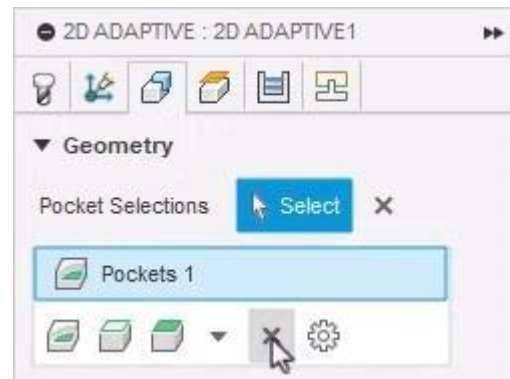 2D ADAPTIVE : 2D ADAPTIVE1
Geometry
Pocket Selections Select
Pockets 1